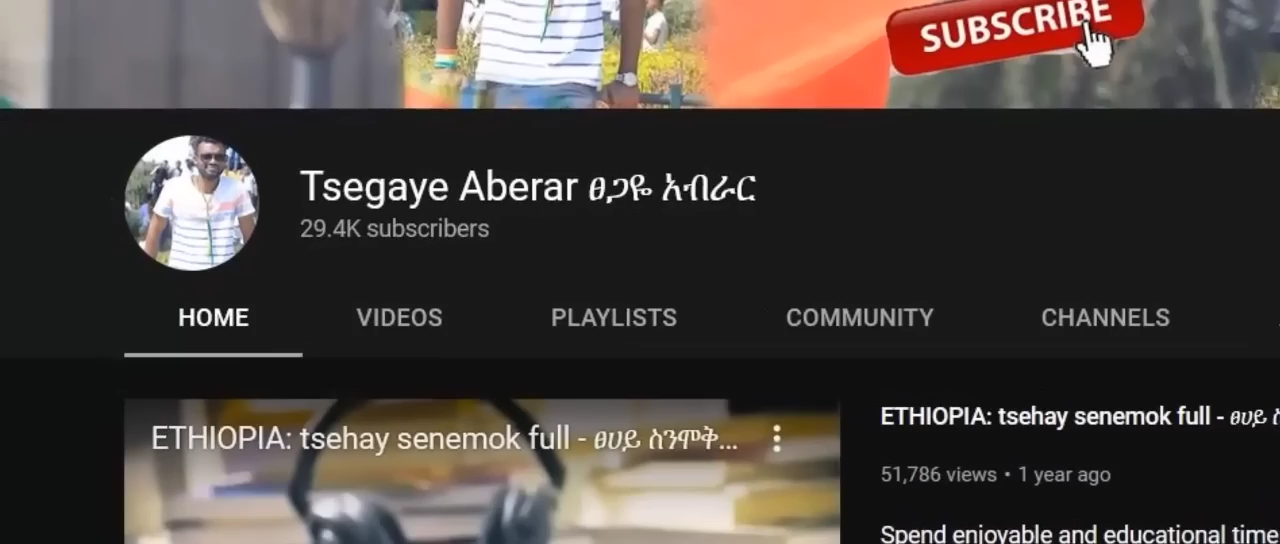 SUBSCRIBE
Tsegaye Aberar ፀጋዬ አብራር
29.4K subscribers
HOME VIDEOS PLAYLISTS COMMUNITY CHANNELS
ETHIOPIA: tsehay senemok full - ፀሀይ ስንሞቅ...
ETHIOPIA: tsehay senemok full - ፀሀይ
51,786 views • 1 year ago
Spend enjoyable and educational time